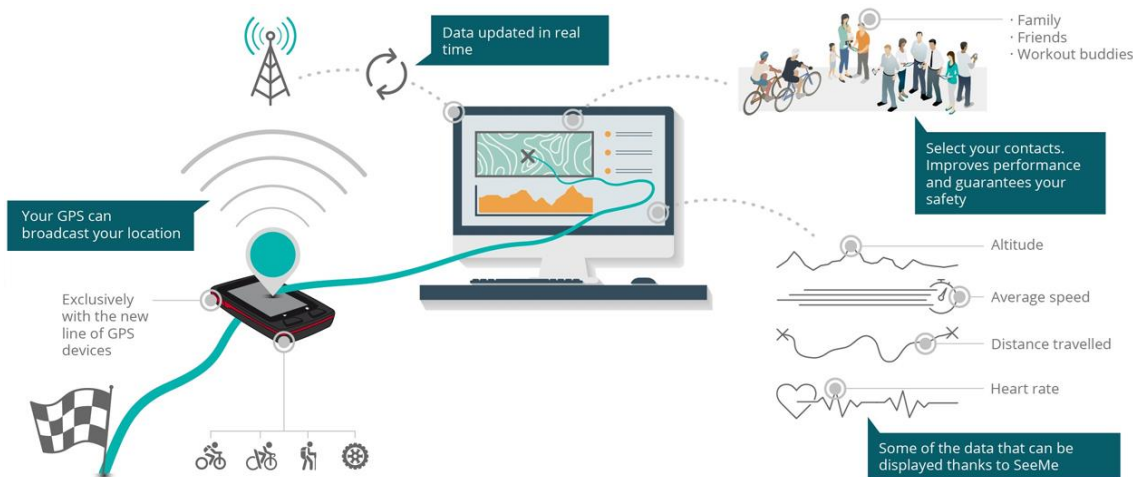 Data updated in real
time
· Family
· Friends
· Workout buddies
Select your contacts.
Improves performance
and guarantees your
safety
Your GPS can
broadcast your location
Exclusively
with the new
line of GPS
devices
Altitude
Average speed
Distance travelled
Heart rate
Some of the data that can be
displayed thanks to SeeMe